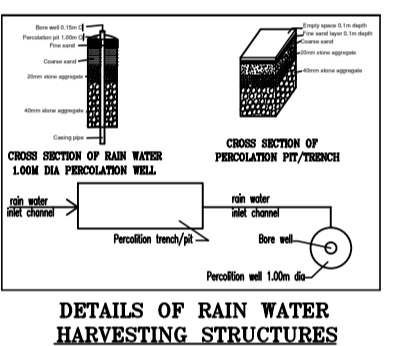 Bore well 0.15m
Percolation pit 1.00m
Fine sand
Coarse sand
20mm stone aggregate
40mm stone aggregate
Casing pipe
CROSS SECTION OF RAIN WATER
1.00M DIA PERCOLATION WELL
Empty space 0.1m depth
Fine sand layer 0.1m depth
Coarse sand
20mm stone aggregate
40mm stone aggregate
CROSS SECTION OF
PERCOLATION PIT/TRENCH
rain water
inlet channel
Percolition trench/pit
rain water
inlet channel
Bore well
Percolition well 1.00m dia
DETAILS OF RAIN WATER
HARVESTING STRUCTURES